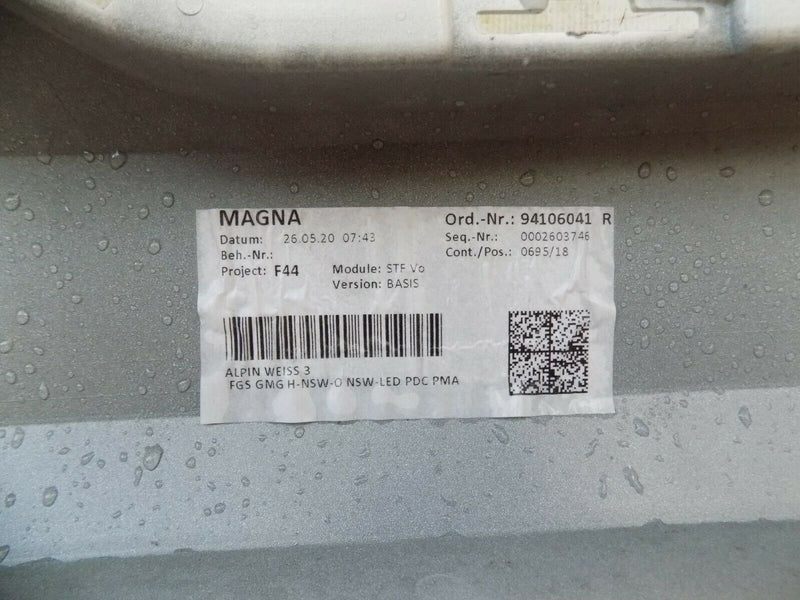 MAGNA
Ord.-Nr.: 94106041 R
Datum: 26.05.20 07:43
Seq.-Nr.: 0002603746
Beh.-Nr.:
Cont./Pos.: 0695/18
Project: F44
Module: STF Vo
Version: BASIS
ALPIN WEISS 3
FGS GMG H-NSW-O NSW-LED PDC PMA